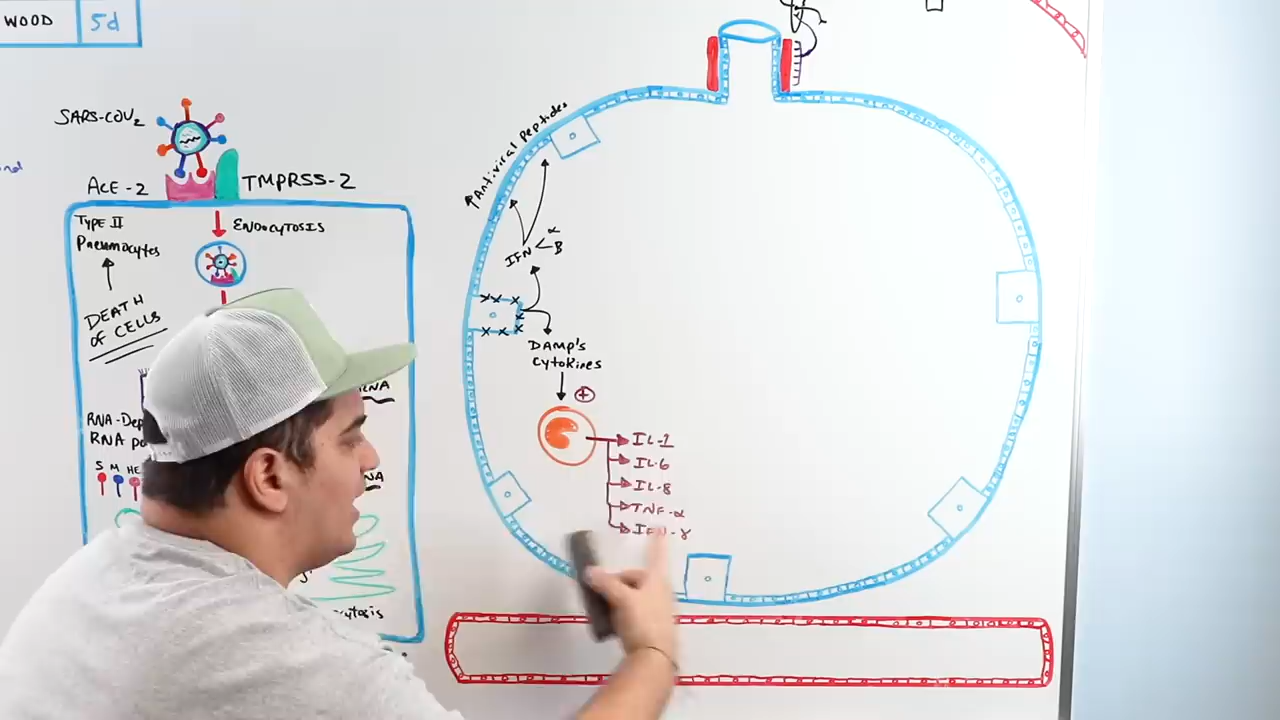 WOOD 5d
SARS-COV2
ACE-2
TMPRSS-2
TYPE II
Pneumocytes
ENDOCYTOSIS
DEATH
OF CELLS
RNA-Dep
RNA po
S M HE
↑Antiviral Peptides
IFN < α
B
DAMP's
Cytokines
+
IL-1
IL-6
IL-8
TNF-α
IFN-γ